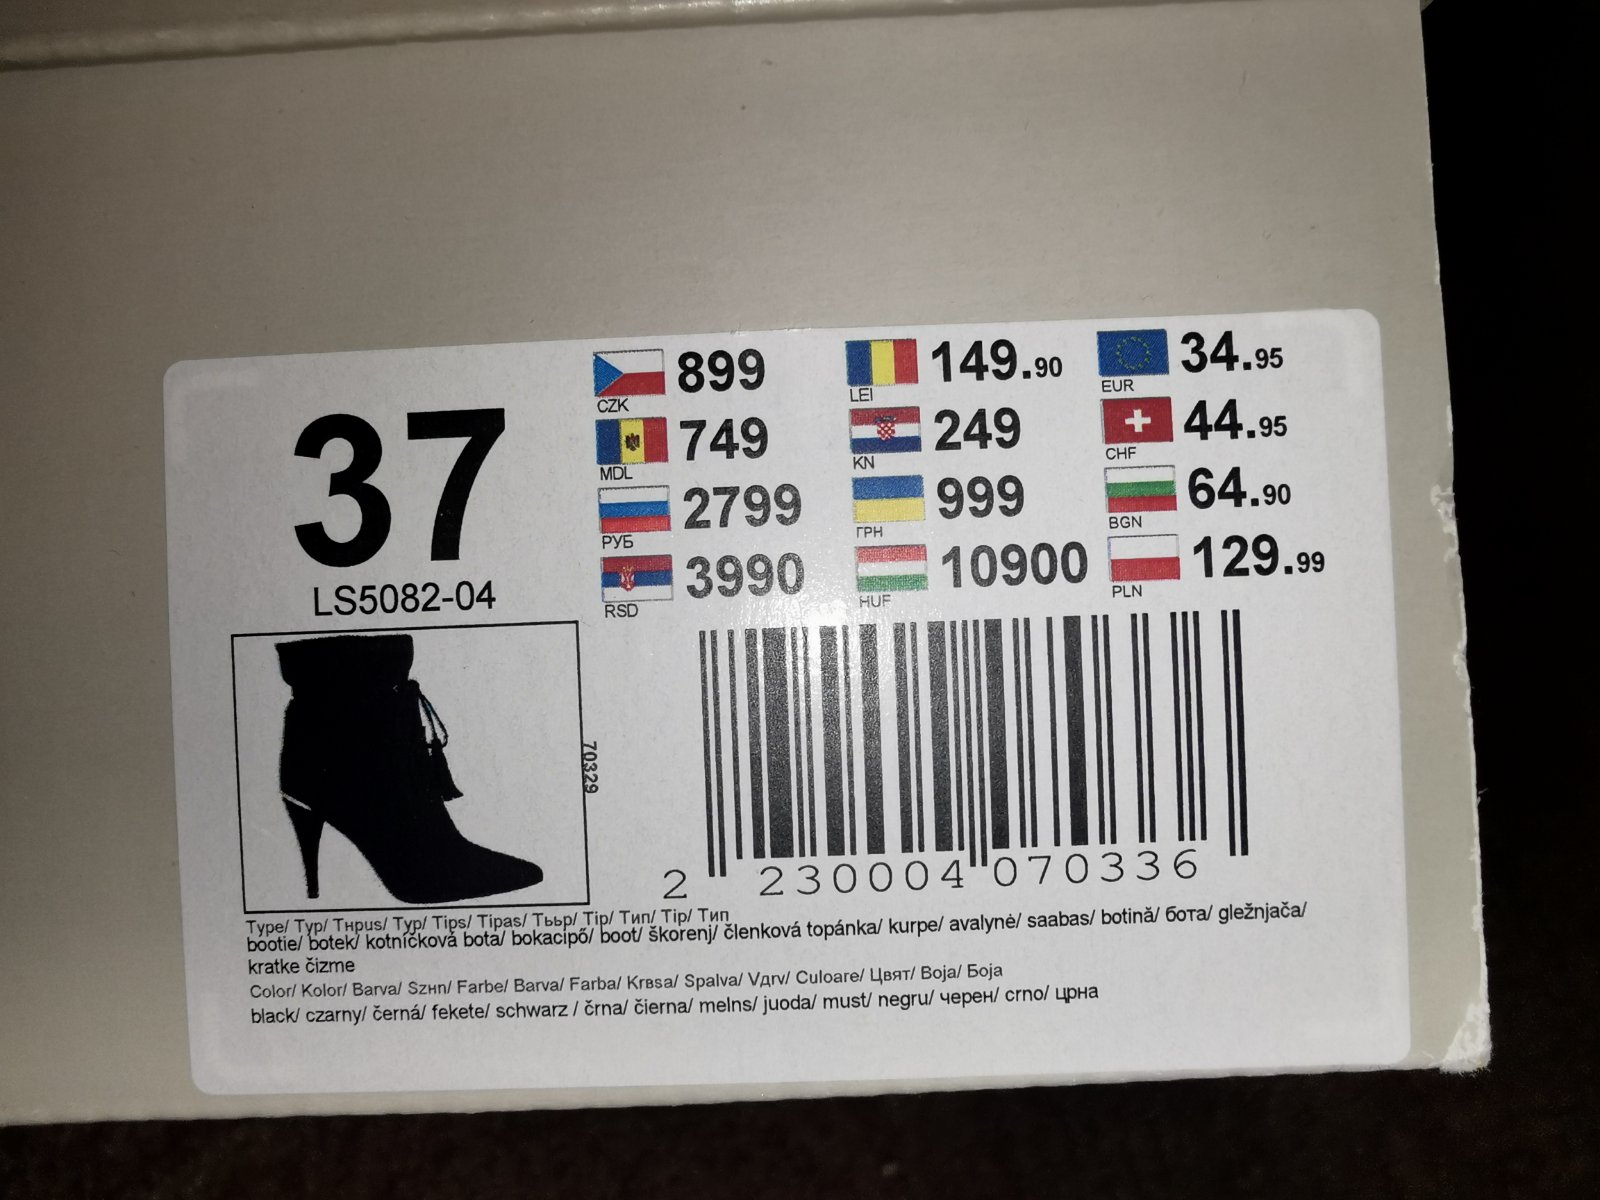 37
LS5082-04
CZK 899
MDL 749
РУБ 2799
RSD 3990
LEI 149.90
KN 249
ГРН 999
HUF 10900
EUR 34.95
CHF 44.95
BGN 64.90
PLN 129.99
70329
2 230004 070336
Type/ Typ/ Tнpus/ Typ/ Tips/ Tipas/ Tььp/ Tip/ Тип/ Tip/ Тип
bootie/ botek/ kotníčková bota/ bokacipő/ boot/ škorenj/ členková topánka/ kurpe/ avalynė/ saabas/ botină/ бота/ gležnjača/
kratke čizme
Color/ Kolor/ Barva/ Szнn/ Farbe/ Barva/ Farba/ Krвsa/ Spalva/ Vдrv/ Culoare/ Цвят/ Boja/ Боја
black/ czarny/ černá/ fekete/ schwarz / črna/ čierna/ melns/ juoda/ must/ negru/ черен/ crno/ црна